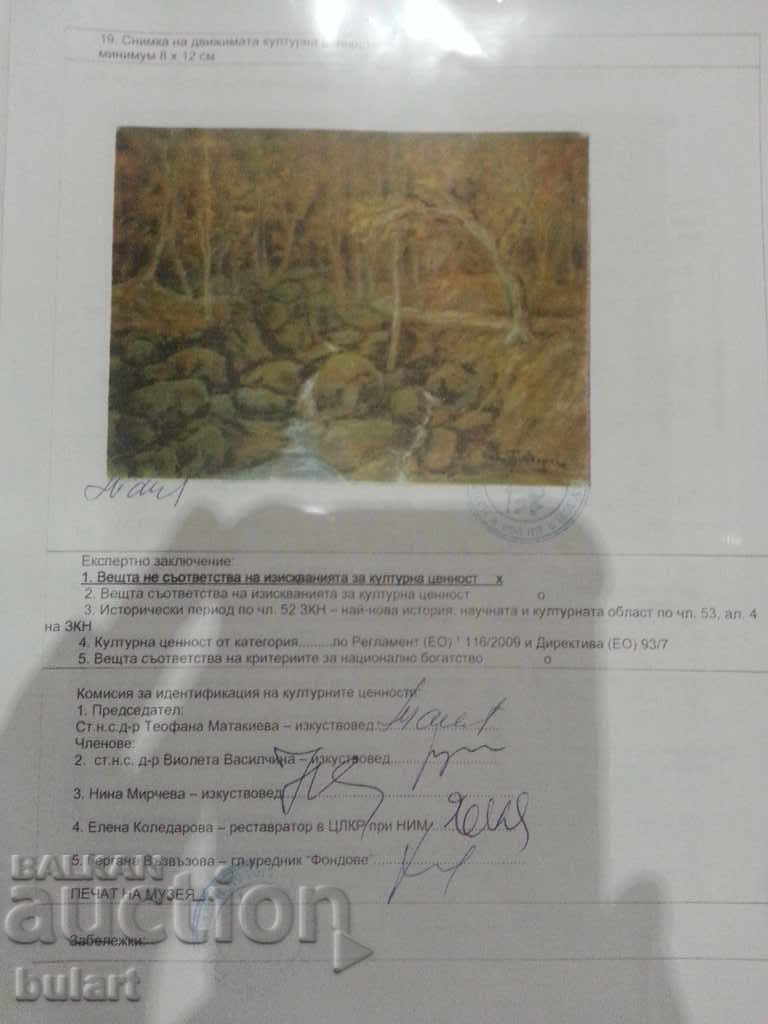 19. Снимка на движимата културна ценност
минимум 8 x 12 см
Експертно заключение:
1. Вещта не съответства на изискванията за културна ценност x
2. Вещта съответства на изискванията за културна ценност o
3. Исторически период по чл. 52 ЗКН – най-нова история; научната и културната област по чл. 53, ал. 4
на ЗКН
4. Културна ценност от категория.........по Регламент (ЕО) ¹ 116/2009 и Директива (ЕО) 93/7
5. Вещта съответства на критериите за национално богатство o
Комисия за идентификация на културните ценности:
1. Председател:
Ст.н.с.д-р Теофана Матакиева – изкуствовед
Членове:
2. ст.н.с. д-р Виолета Василчина – изкуствовед
3. Нина Мирчева – изкуствовед
4. Елена Коледарова – реставратор в ЦЛКР при НИМ
5. Гергана Възвъзова – гл.уредник "Фондове"
ПЕЧАТ НА МУЗЕЯ
Забележки:
БАЛКАН
auction
bulart